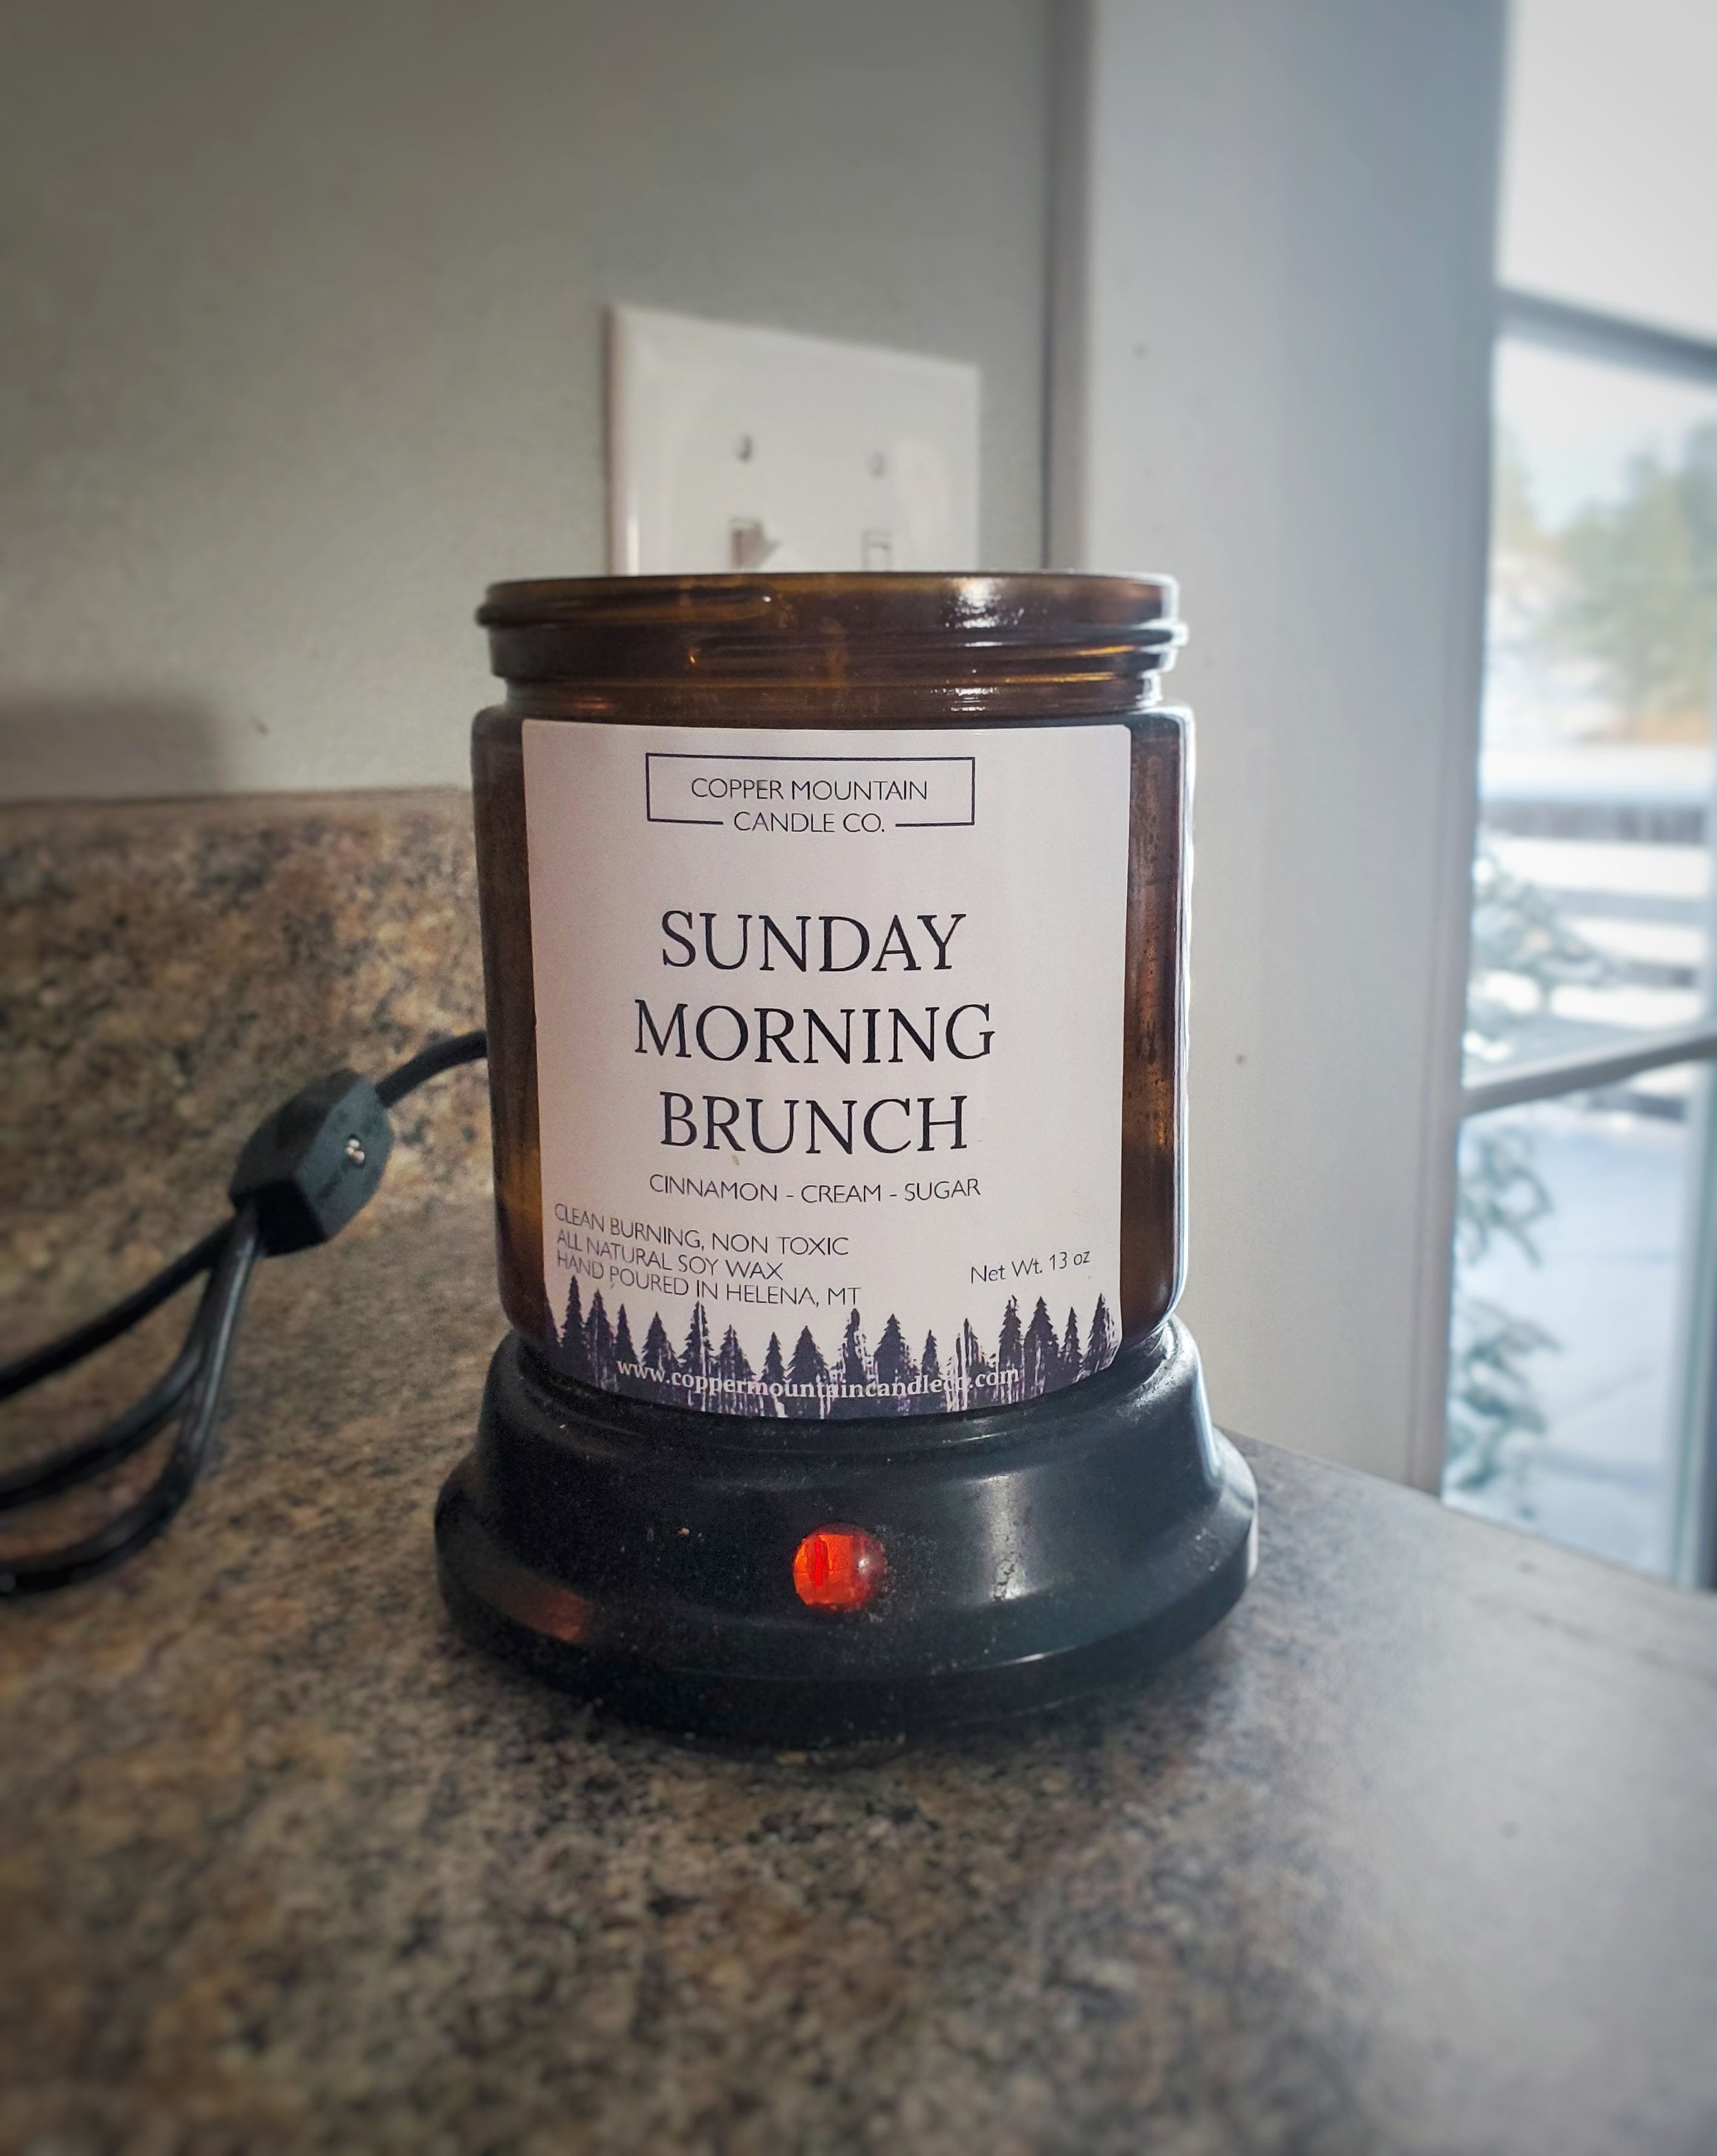 COPPER MOUNTAIN
CANDLE CO.
SUNDAY
MORNING
BRUNCH
CINNAMON - CREAM - SUGAR
CLEAN BURNING, NON TOXIC
ALL NATURAL SOY WAX
HAND POURED IN HELENA, MT
Net Wt. 13 oz
www.coppermountaincandleco.com